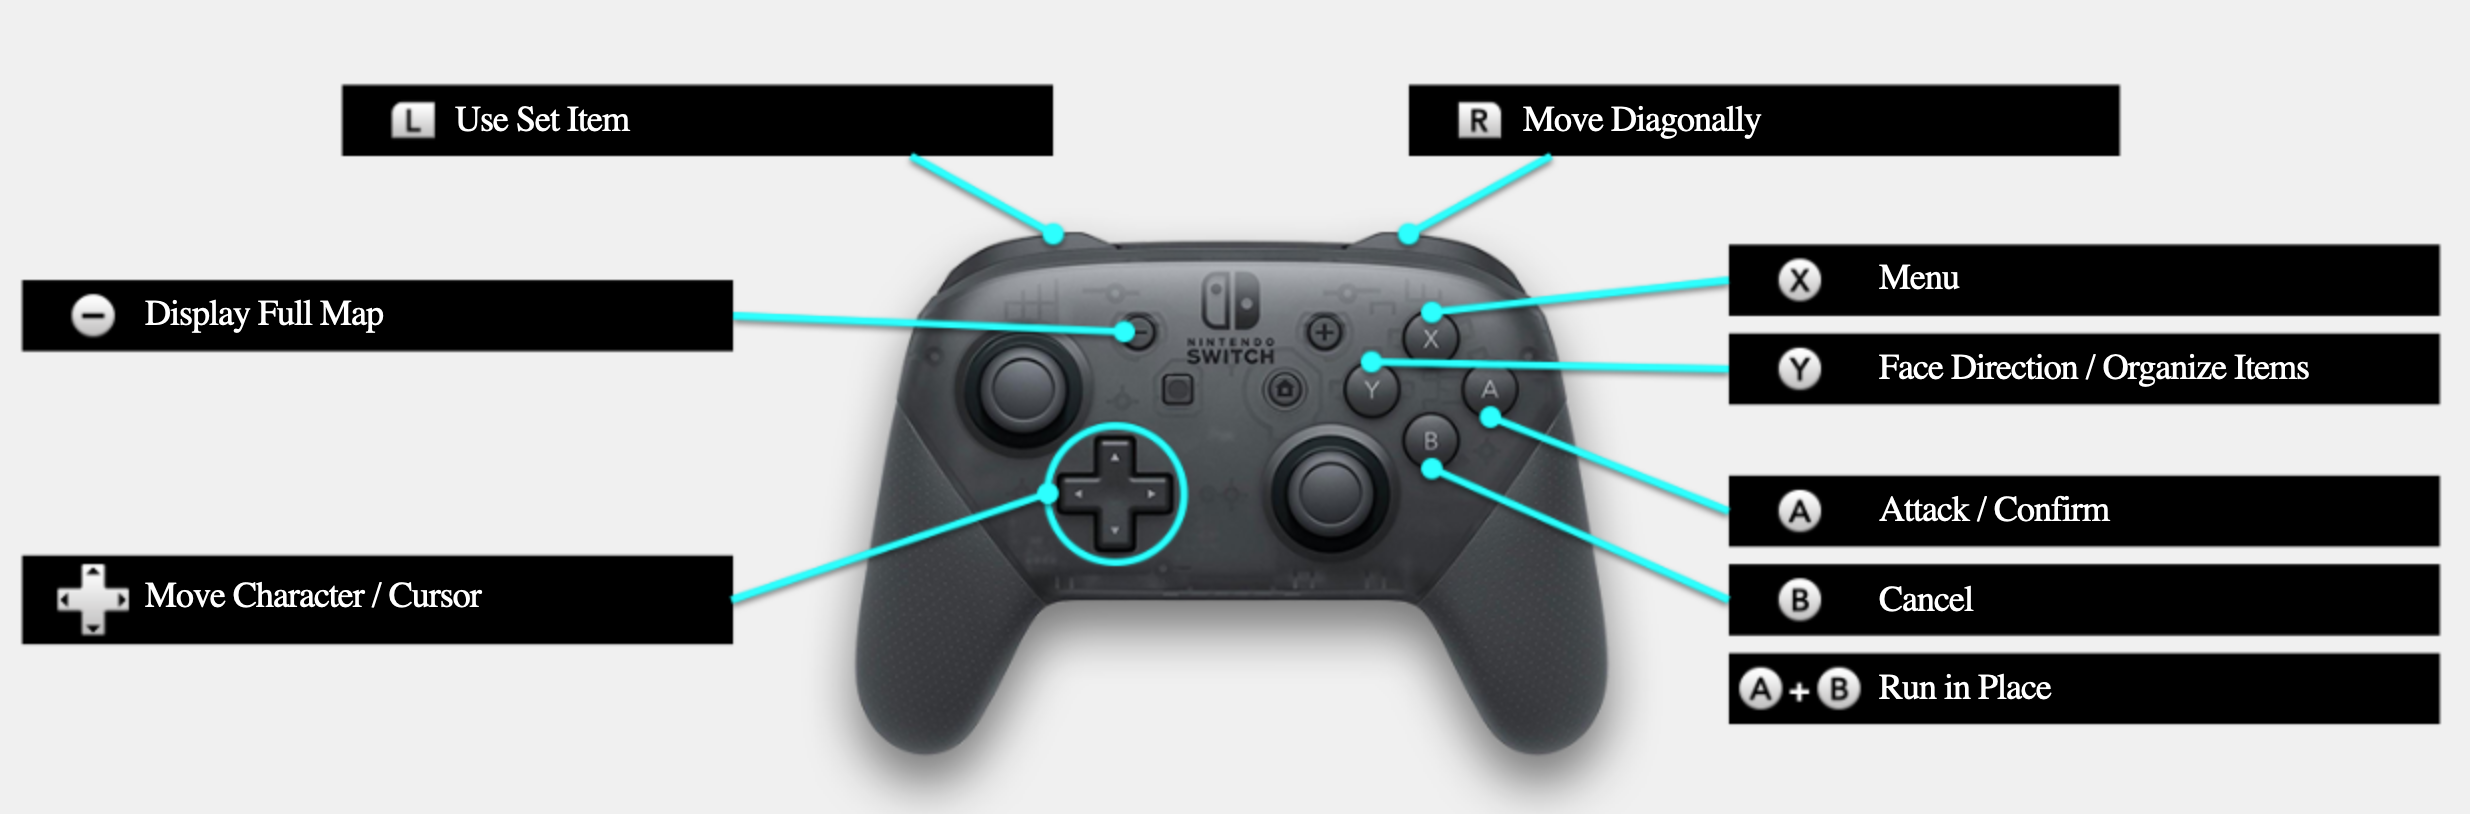 L Use Set Item
R Move Diagonally
X Menu
− Display Full Map
Y Face Direction / Organize Items
NINTENDO
SWITCH
X
Y
A
B
A Attack / Confirm
Move Character / Cursor
B Cancel
A + B Run in Place